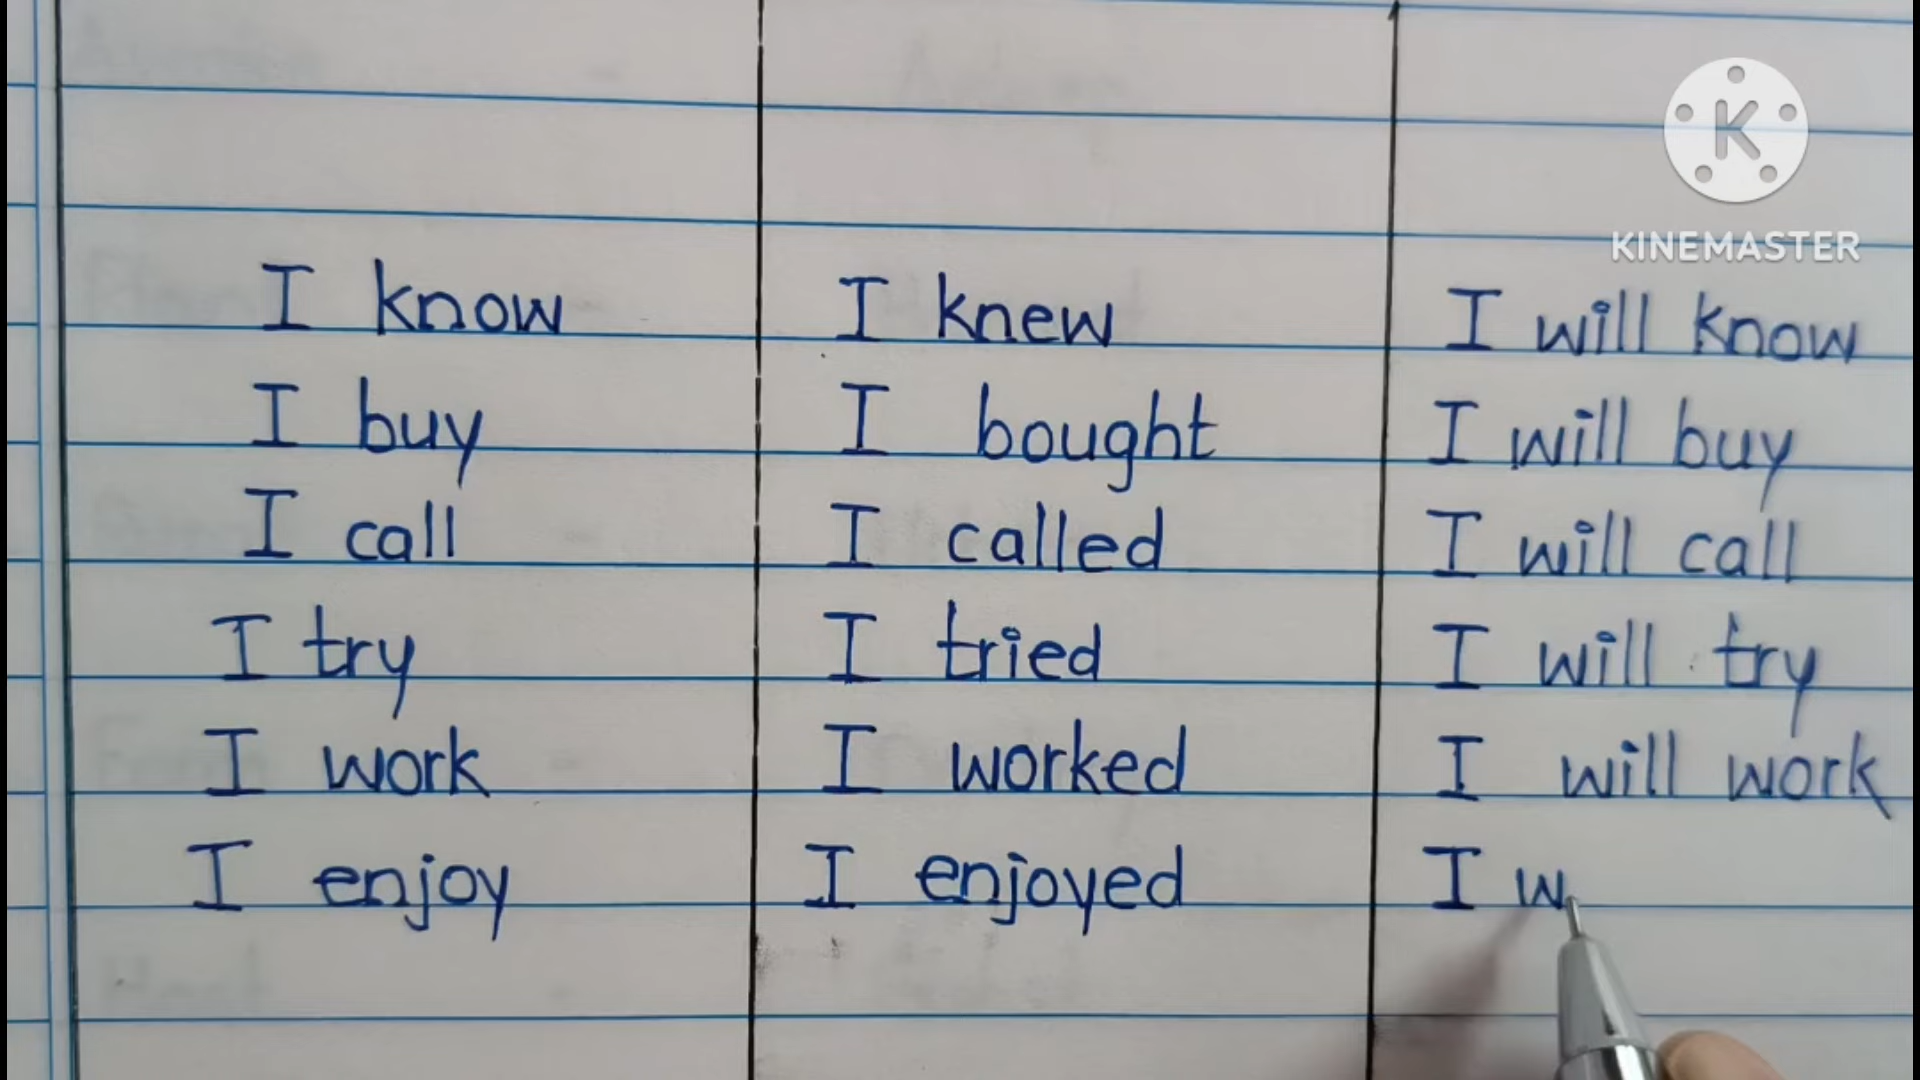 KINEMASTER
I know I knew I will know
I buy I bought I will buy
I call I called I will call
I try I tried I will try
I work I worked I will work
I enjoy I enjoyed I w